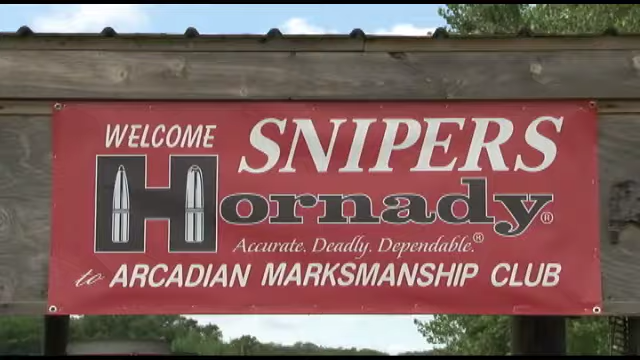 WELCOME SNIPERS
Hornady®
Accurate. Deadly. Dependable.®
to ARCADIAN MARKSMANSHIP CLUB